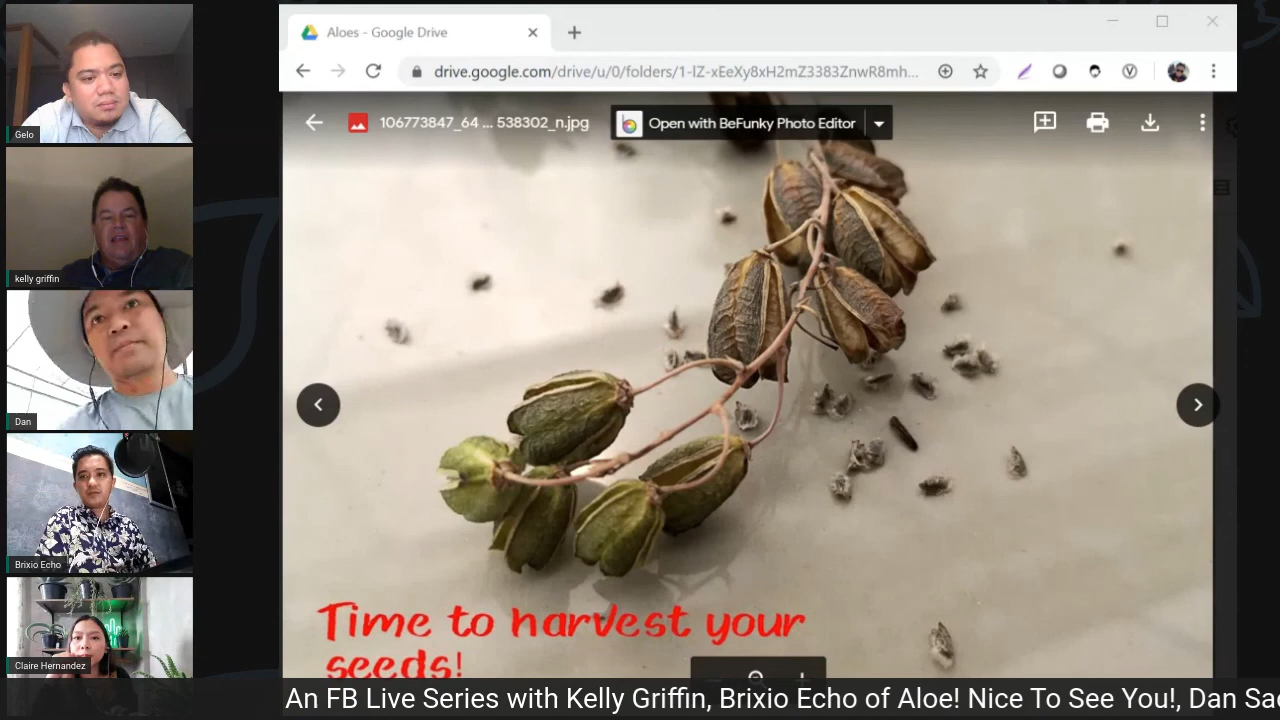 Aloes - Google Drive
drive.google.com/drive/u/0/folders/1-lZ-xEeXy8xH2mZ3383ZnwR8mh...
106773847_64 ... 538302_n.jpg
Open with BeFunky Photo Editor
Gelo
kelly griffin
Dan
Brixio Echo
Claire Hernandez
Time to harvest your
seeds!
An FB Live Series with Kelly Griffin, Brixio Echo of Aloe! Nice To See You!, Dan